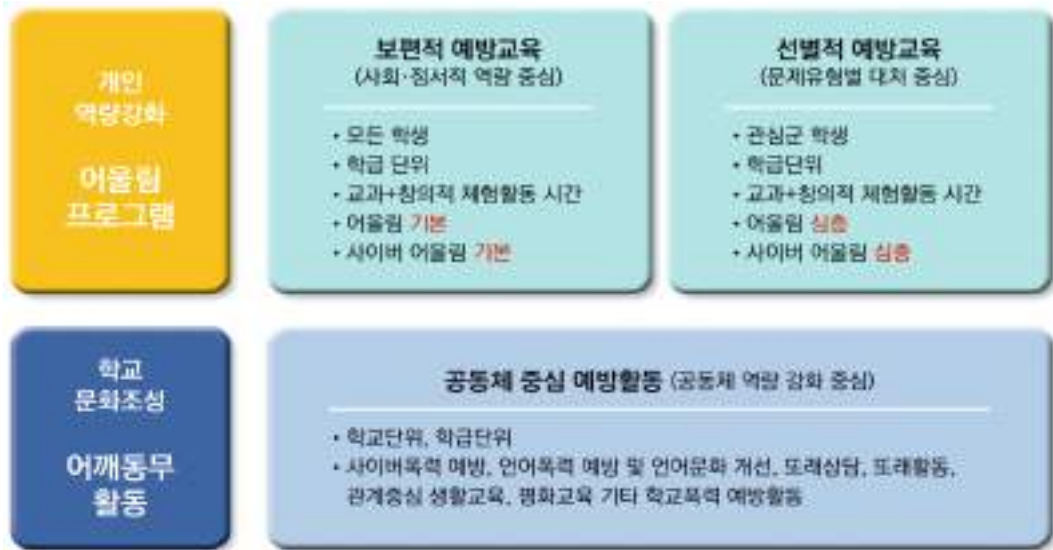 개인
역량강화
어울림
프로그램
보편적 예방교육
(사회·정서적 역량 중심)
• 모든 학생
• 학급 단위
• 교과+창의적 체험활동 시간
• 어울림 기본
• 사이버 어울림 기본
선별적 예방교육
(문제유형별 대처 중심)
• 관심군 학생
• 학급단위
• 교과+창의적 체험활동 시간
• 어울림 심층
• 사이버 어울림 심층
학교
문화조성
어깨동무
활동
공동체 중심 예방활동 (공동체 역량 강화 중심)
• 학교단위, 학급단위
• 사이버폭력 예방, 언어폭력 예방 및 언어문화 개선, 또래상담, 또래활동,
관계중심 생활교육, 평화교육 기타 학교폭력 예방활동